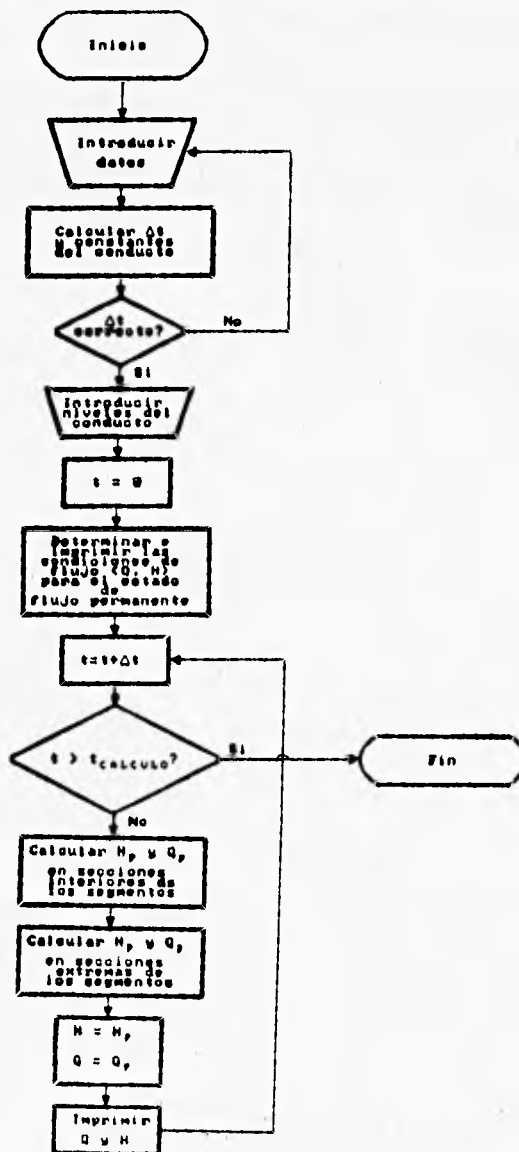 Inicio
Introducir
datos
Calcular Δt
y constantes
del conducto
Δt
correcto?
No
Si
Introducir
niveles del
conducto
t = 0
Determinar e
imprimir las
condiciones de
flujo (Q, H)
para el estado
de
flujo permanente
t=t+Δt
t > tCALCULO?
Si
Fin
No
Calcular Hp y Qp
en secciones
interiores de
los segmentos
Calcular Hp y Qp
en secciones
extremas de
los segmentos
H = Hp
Q = Qp
Imprimir
Q y H